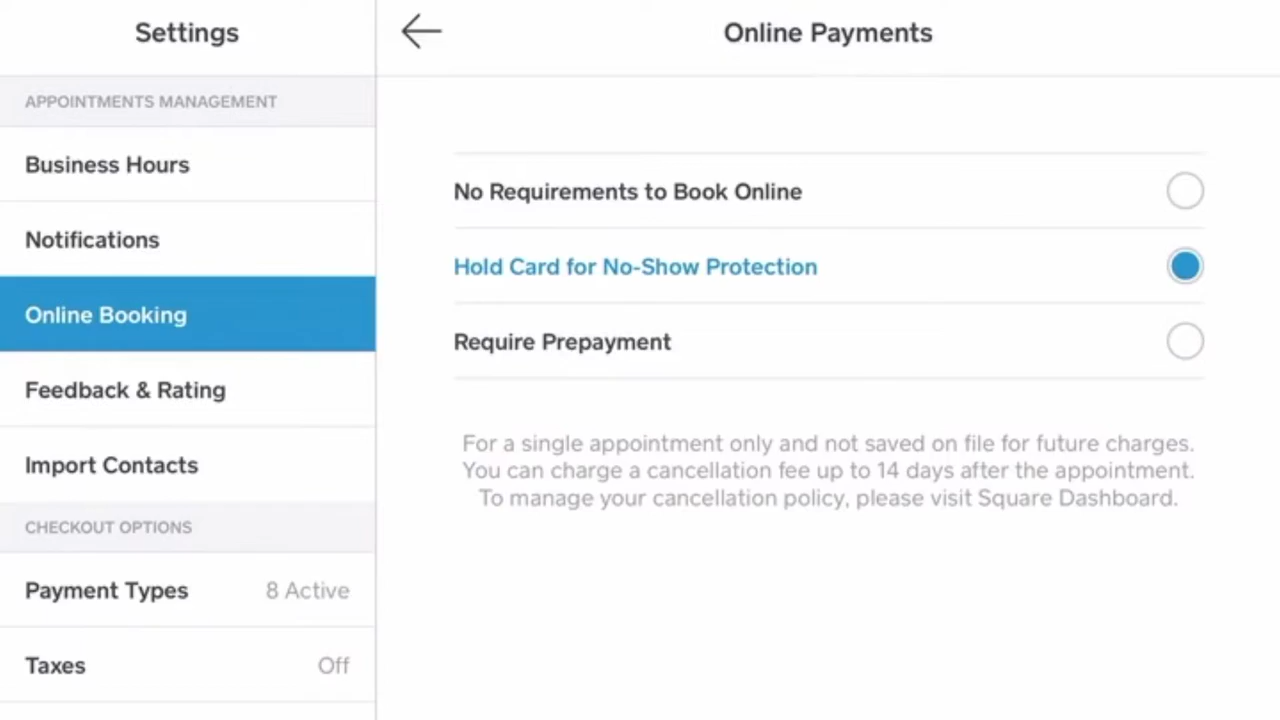 Settings
APPOINTMENTS MANAGEMENT
Business Hours
Notifications
Online Booking
Feedback & Rating
Import Contacts
CHECKOUT OPTIONS
Payment Types 8 Active
Taxes Off
Online Payments
No Requirements to Book Online
Hold Card for No-Show Protection
Require Prepayment
For a single appointment only and not saved on file for future charges.
You can charge a cancellation fee up to 14 days after the appointment.
To manage your cancellation policy, please visit Square Dashboard.